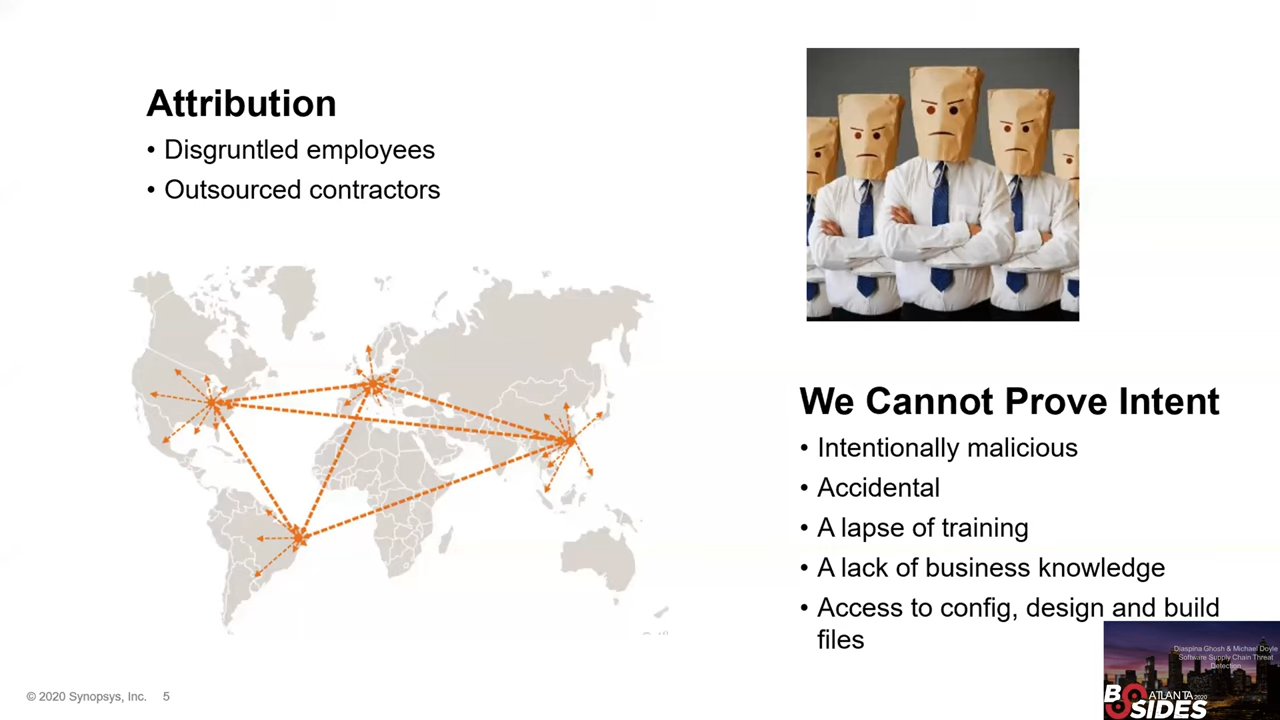 Attribution
• Disgruntled employees
• Outsourced contractors
We Cannot Prove Intent
• Intentionally malicious
• Accidental
• A lapse of training
• A lack of business knowledge
• Access to config, design and build
files
Diaspina Ghosh & Michael Doyle
Software Supply Chain Threat
Detection
BSIDES ATLANTA 2020
© 2020 Synopsys, Inc. 5